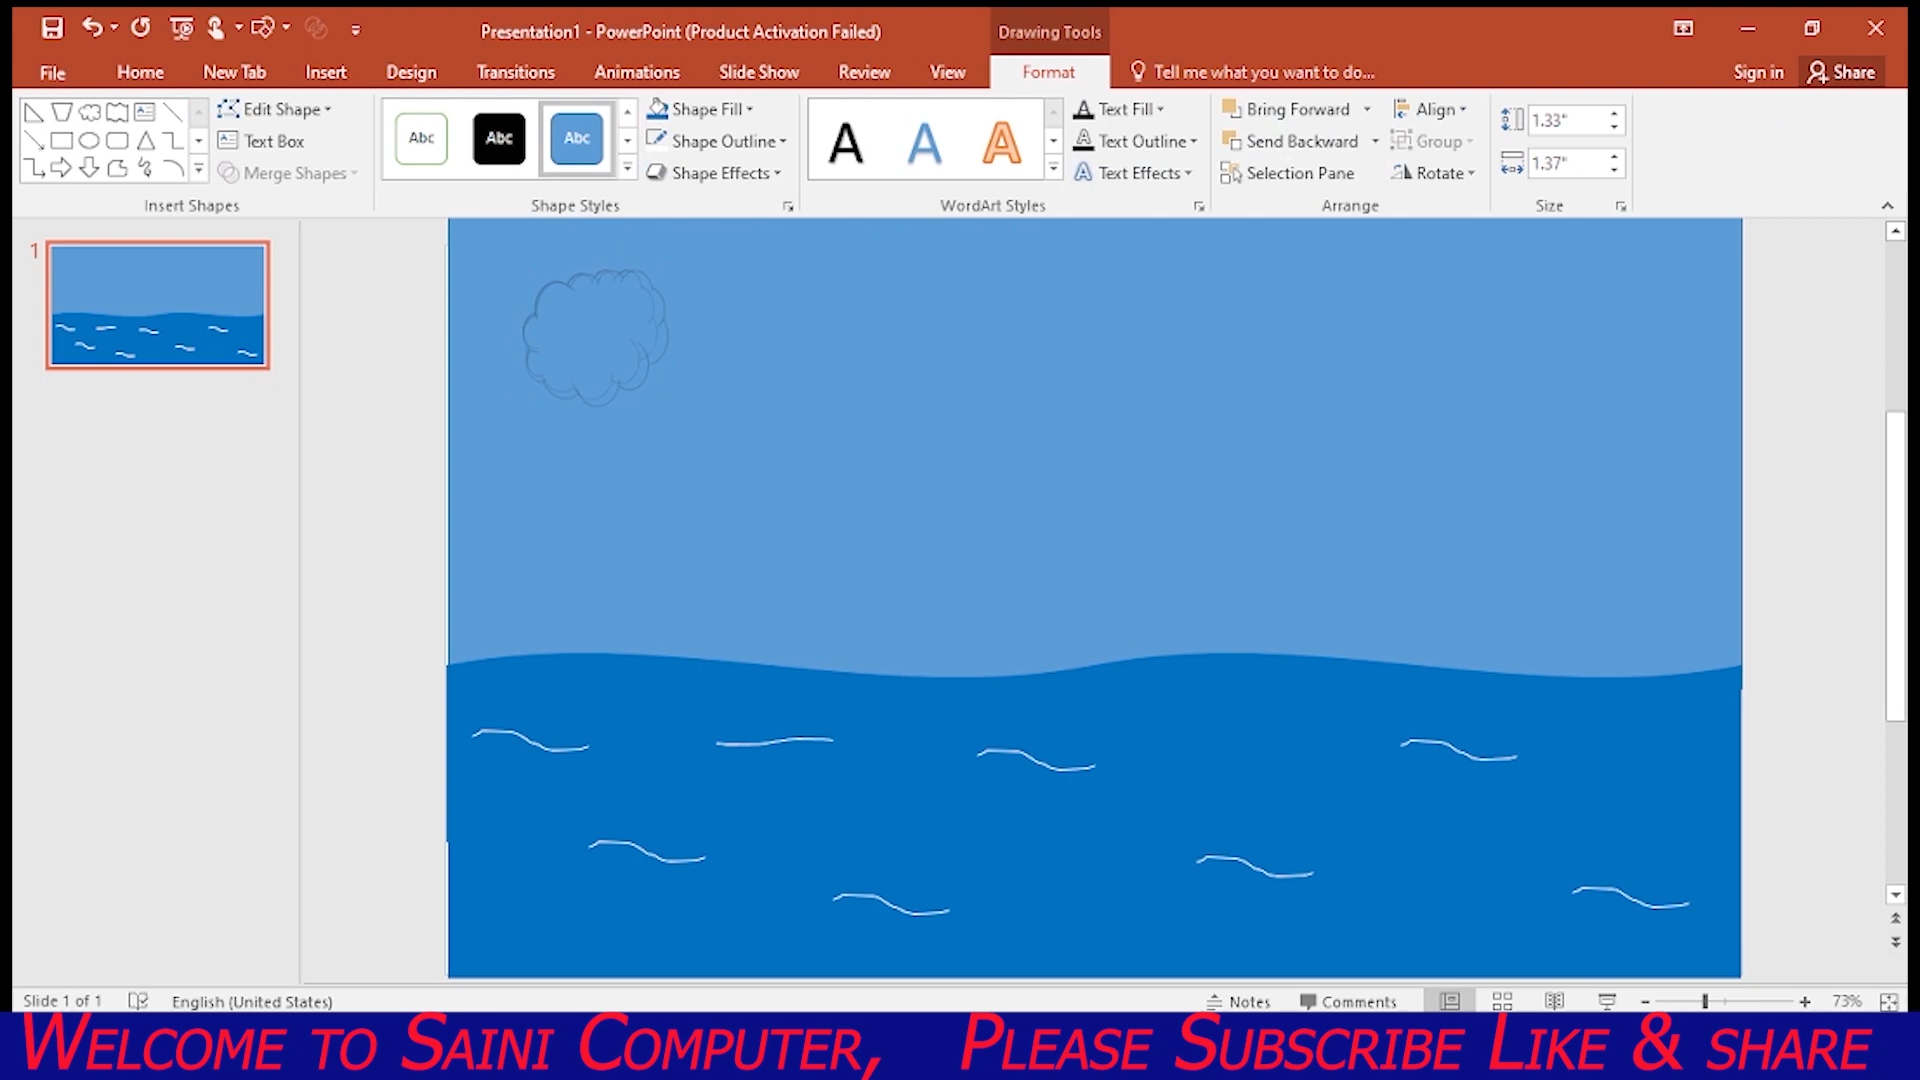 Presentation1 - PowerPoint (Product Activation Failed)
Drawing Tools
File Home New Tab Insert Design Transitions Animations Slide Show Review View Format Tell me what you want to do... Sign in Share
Edit Shape
Text Box
Merge Shapes
Insert Shapes
Abc Abc Abc
Shape Fill
Shape Outline
Shape Effects
Shape Styles
A A A
Text Fill
Text Outline
Text Effects
WordArt Styles
Bring Forward
Send Backward
Selection Pane
Align
Group
Rotate
Arrange
1.33"
1.37"
Size
1
Slide 1 of 1 English (United States) Notes Comments 73%
WELCOME TO SAINI COMPUTER, PLEASE SUBSCRIBE LIKE & SHARE